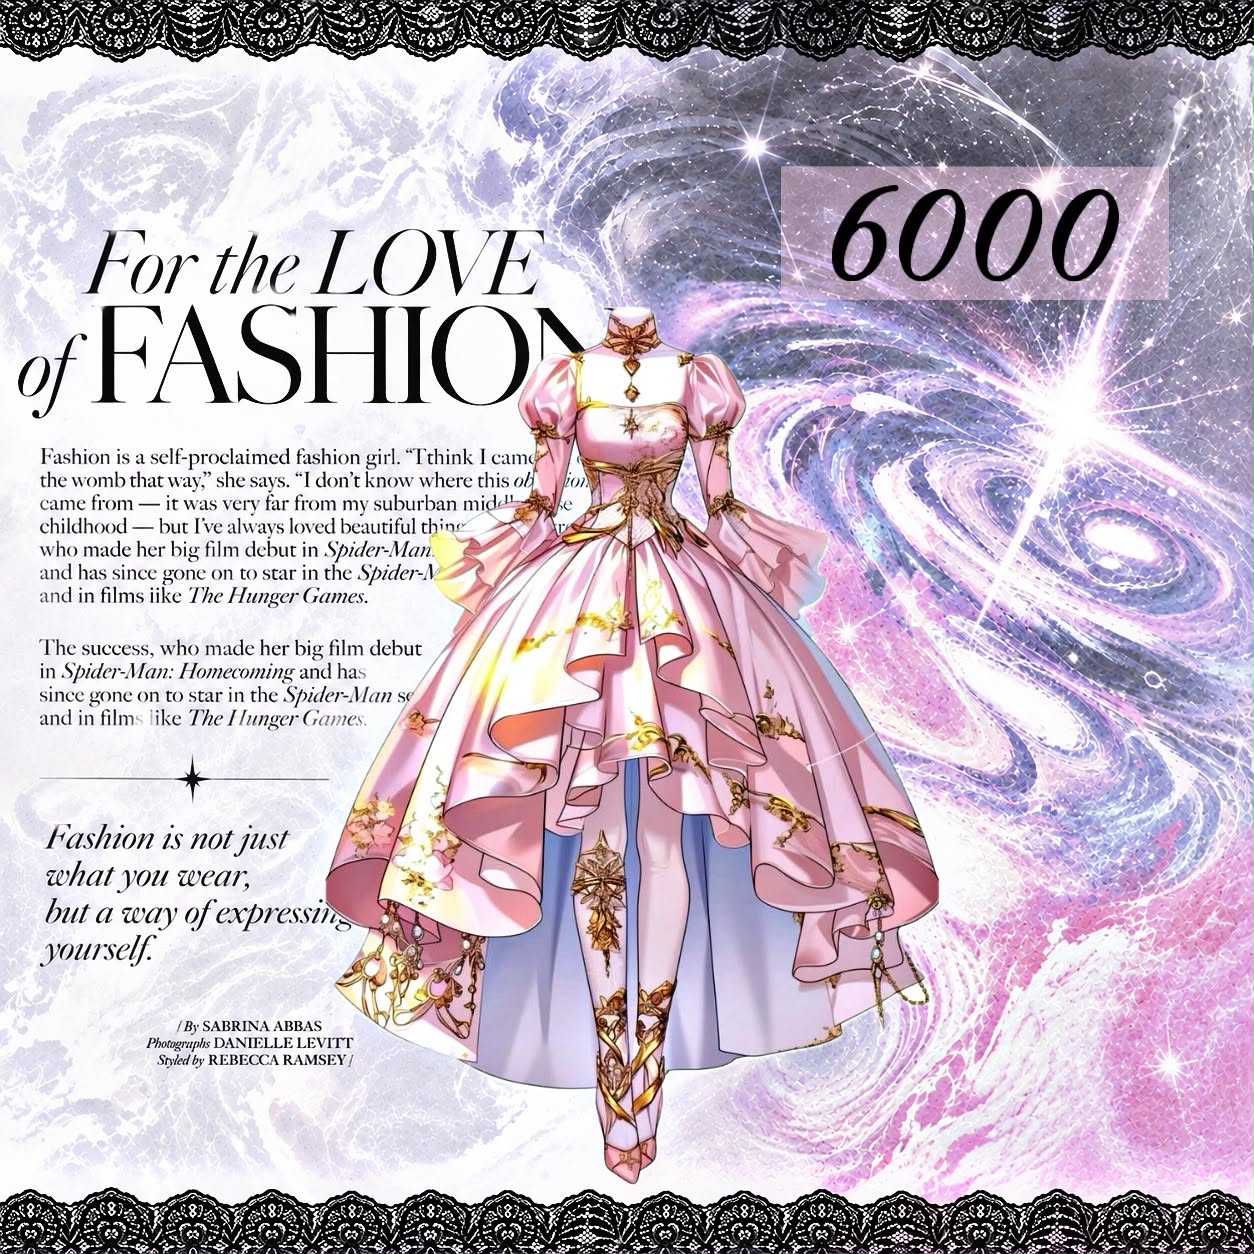 For the LOVE
of FASHION
6000
Fashion is a self-proclaimed fashion girl. “Tthink I came
the womb that way,” she says. “I don’t know where this
came from — it was very far from my suburban
childhood — but I’ve always loved beautiful
who made her big film debut in Spider-Man
and has since gone on to star in the
and in films iike The Hunger Games.
The success, who made her big film debut
in Spider-Man: Homecoming and has
since gone on to star in the Spider-Man
and in films like The Hunger Games.
Fashion is not just
what you wear,
but a way of expressing
yourself.
/ By SABRINA ABBAS
Photographs DANIELLE LEVITT
Styled by REBECCA RAMSEY /